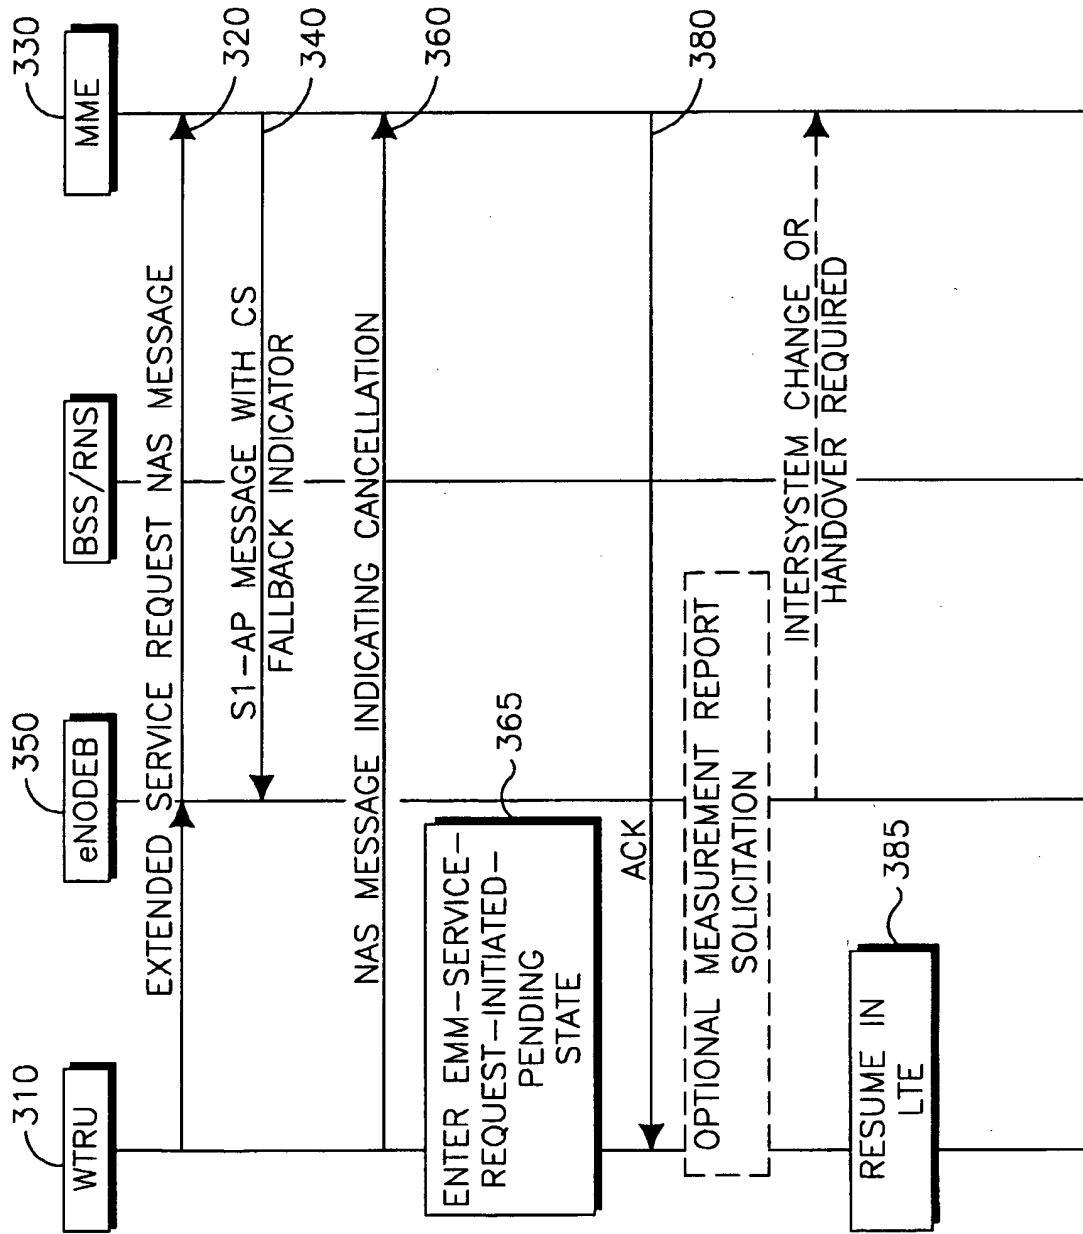 310
WTRU
350
eNODEB
BSS/RNS
330
MME
EXTENDED SERVICE REQUEST NAS MESSAGE
320
S1-AP MESSAGE WITH CS
FALLBACK INDICATOR
340
NAS MESSAGE INDICATING CANCELLATION
360
ENTER EMM-SERVICE-
REQUEST-INITIATED-
PENDING
STATE
365
ACK
380
OPTIONAL MEASUREMENT REPORT
SOLICITATION
INTERSYSTEM CHANGE OR
HANDOVER REQUIRED
RESUME IN
LTE
385